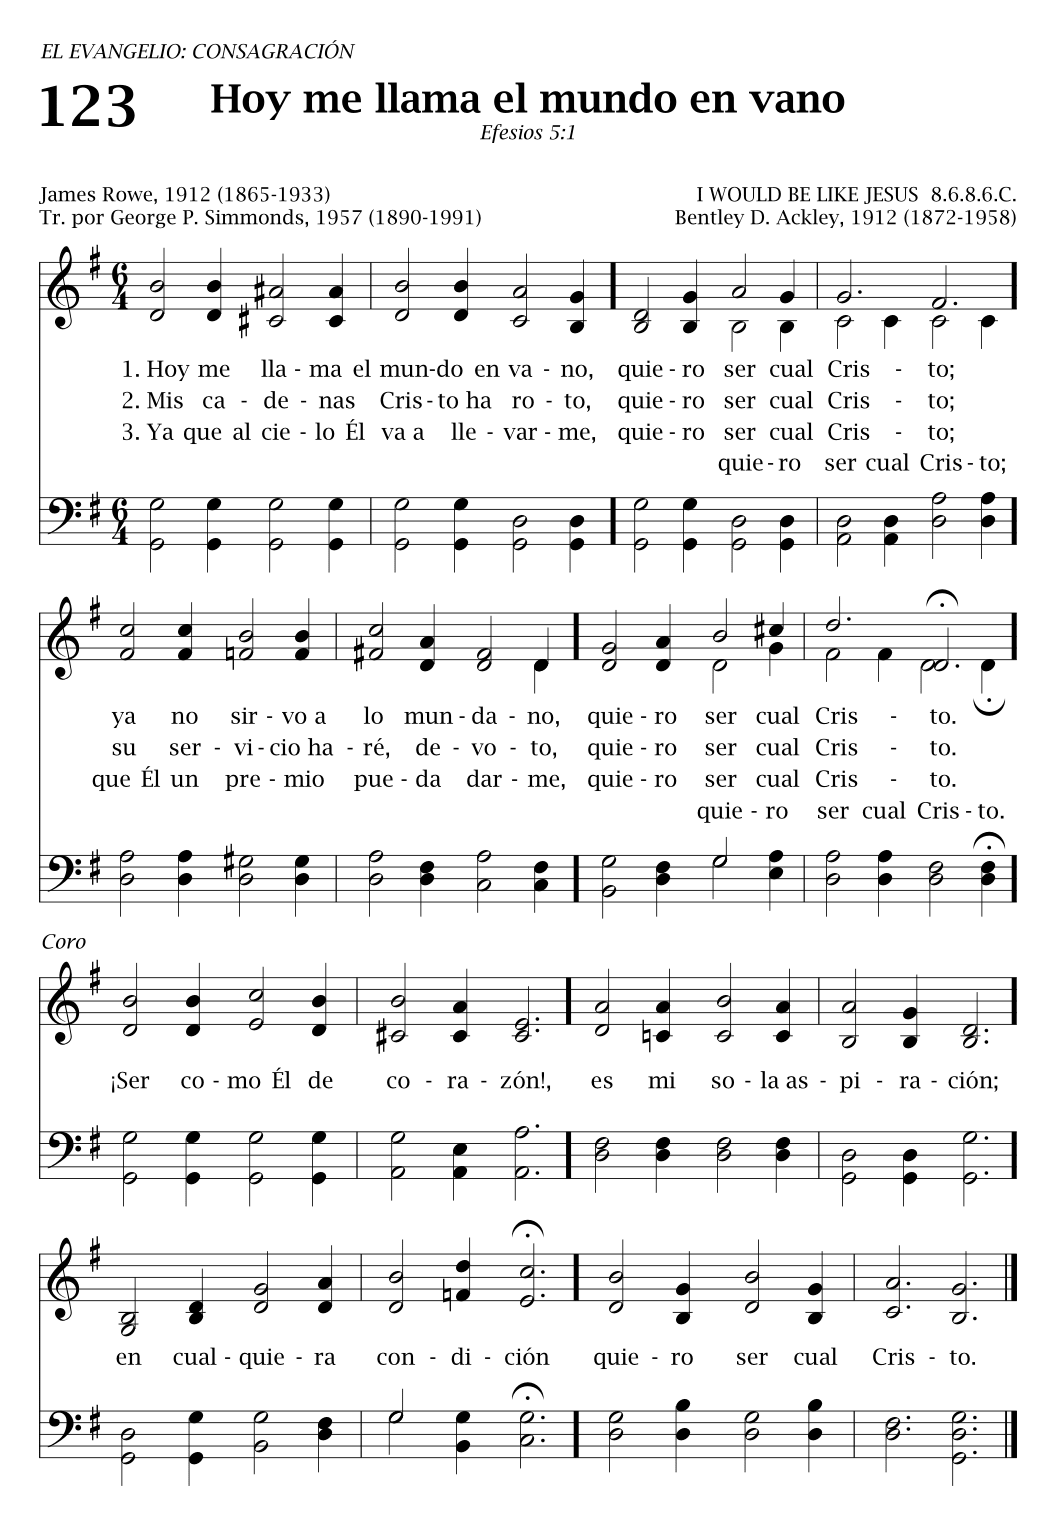 EL EVANGELIO: CONSAGRACIÓN
123 Hoy me llama el mundo en vano
Efesios 5:1
James Rowe, 1912 (1865-1933)
I WOULD BE LIKE JESUS 8.6.8.6.C.
Tr. por George P. Simmonds, 1957 (1890-1991)
Bentley D. Ackley, 1912 (1872-1958)
6 4
1. Hoy me lla - ma el mun-do en va - no, quie - ro ser cual Cris - to;
2. Mis ca - de - nas Cris - to ha ro - to, quie - ro ser cual Cris - to;
3. Ya que al cie - lo Él va a lle - var - me, quie - ro ser cual Cris - to;
quie - ro ser cual Cris - to;
6 4
ya no sir - vo a lo mun - da - no, quie - ro ser cual Cris - to.
su ser - vi - cio ha - ré, de - vo - to, quie - ro ser cual Cris - to.
que Él un pre - mio pue - da dar - me, quie - ro ser cual Cris - to.
quie - ro ser cual Cris - to.
Coro
¡Ser co - mo Él de co - ra - zón!, es mi so - la as - pi - ra - ción;
en cual - quie - ra con - di - ción quie - ro ser cual Cris - to.